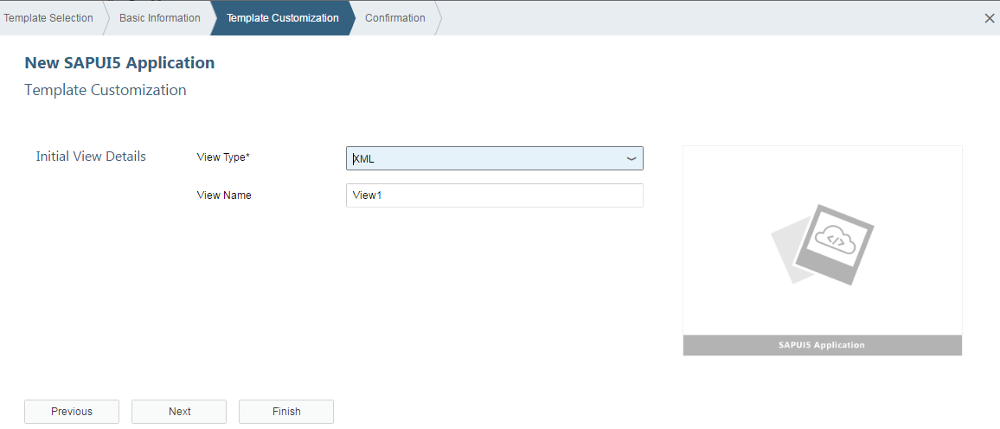 Template Selection
Basic Information
Template Customization
Confirmation
New SAPUI5 Application
Template Customization
Initial View Details
View Type*
XML
View Name
View1
</>
SAPUI5 Application
Previous
Next
Finish